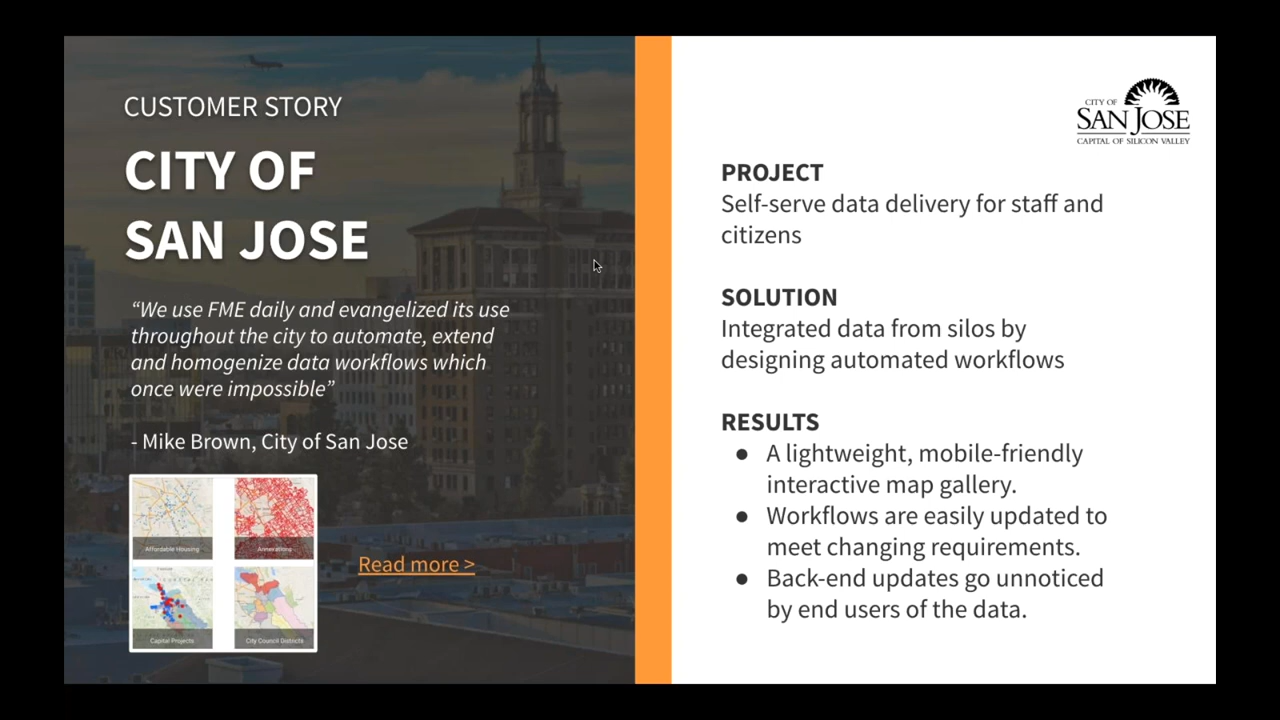 CUSTOMER STORY
CITY OF
SAN JOSE
“We use FME daily and evangelized its use
throughout the city to automate, extend
and homogenize data workflows which
once were impossible”
- Mike Brown, City of San Jose
Affordable Housing
Annexations
Capital Projects
City Council Districts
Read more >
CITY OF
SAN JOSE
CAPITAL OF SILICON VALLEY
PROJECT
Self-serve data delivery for staff and
citizens
SOLUTION
Integrated data from silos by
designing automated workflows
RESULTS
● A lightweight, mobile-friendly
interactive map gallery.
● Workflows are easily updated to
meet changing requirements.
● Back-end updates go unnoticed
by end users of the data.